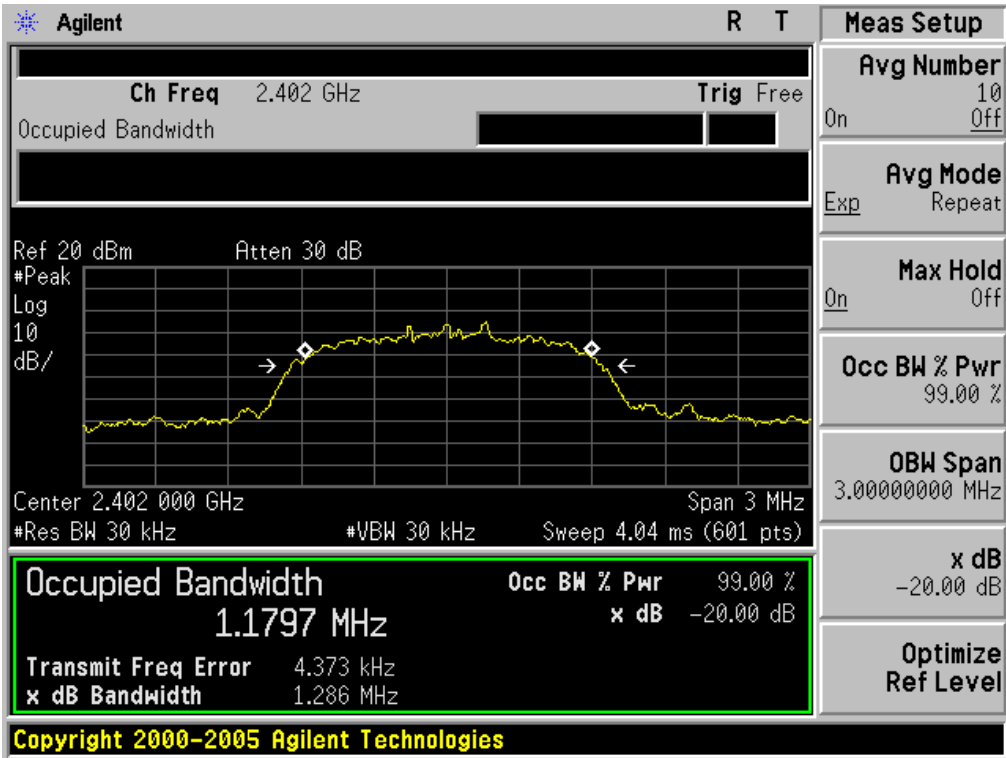 Agilent R T Meas Setup
Ch Freq 2.402 GHz Trig Free
Occupied Bandwidth
Ref 20 dBm Atten 30 dB
#Peak
Log
10
dB/
Center 2.402 000 GHz Span 3 MHz
#Res BW 30 kHz #VBW 30 kHz Sweep 4.04 ms (601 pts)
Occupied Bandwidth Occ BW % Pwr 99.00 %
1.1797 MHz x dB -20.00 dB
Transmit Freq Error 4.373 kHz
x dB Bandwidth 1.286 MHz
Copyright 2000-2005 Agilent Technologies
Avg Number
10
On Off
Avg Mode
Exp Repeat
Max Hold
On Off
Occ BW % Pwr
99.00 %
OBW Span
3.00000000 MHz
x dB
-20.00 dB
Optimize
Ref Level